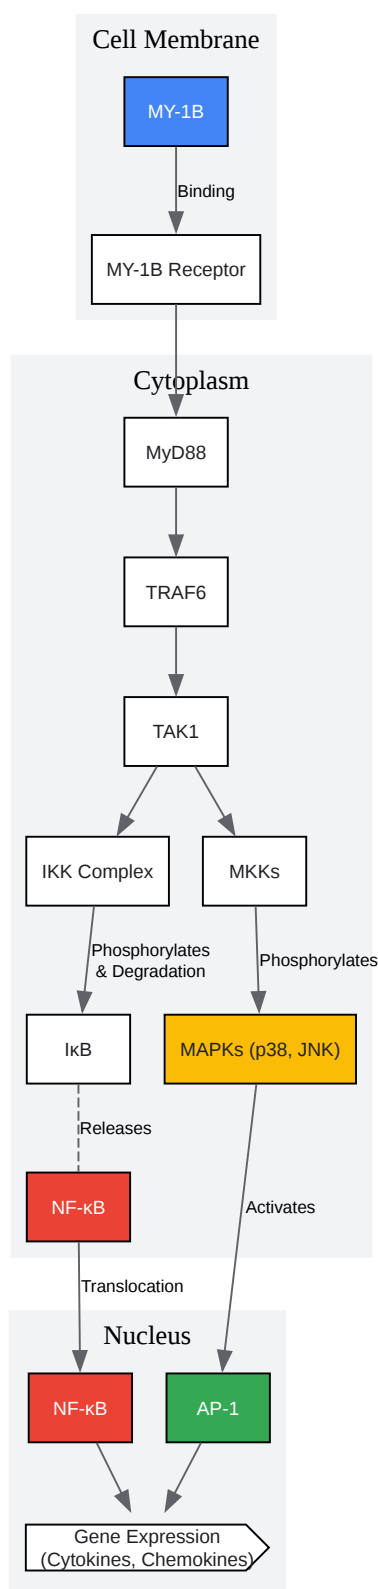 Cell Membrane
MY-1B
Binding
MY-1B Receptor
Cytoplasm
MyD88
TRAF6
TAK1
IKK Complex
MKKs
Phosphorylates
& Degradation
Phosphorylates
IκB
MAPKs (p38, JNK)
Releases
NF-κB
Activates
Translocation
Nucleus
NF-κB
AP-1
Gene Expression
(Cytokines, Chemokines)